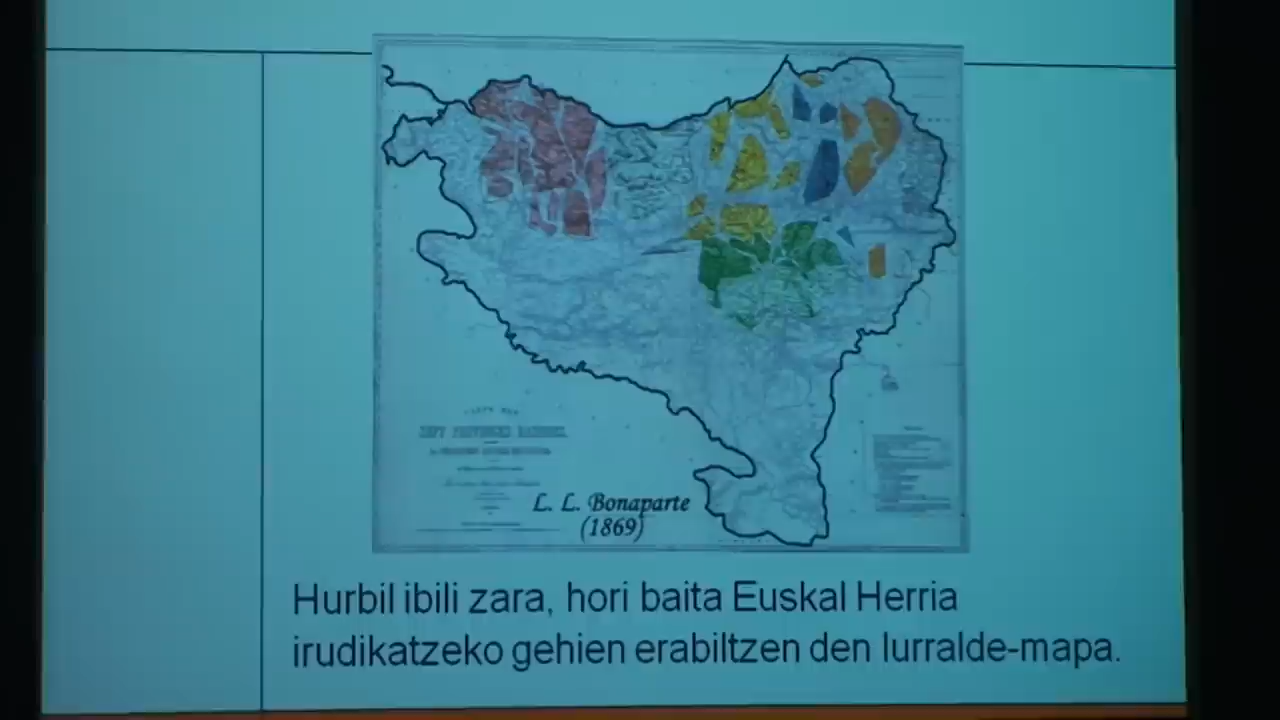 L. L. Bonaparte
(1869)
Hurbil ibili zara, hori baita Euskal Herria
irudikatzeko gehien erabiltzen den lurralde-mapa.